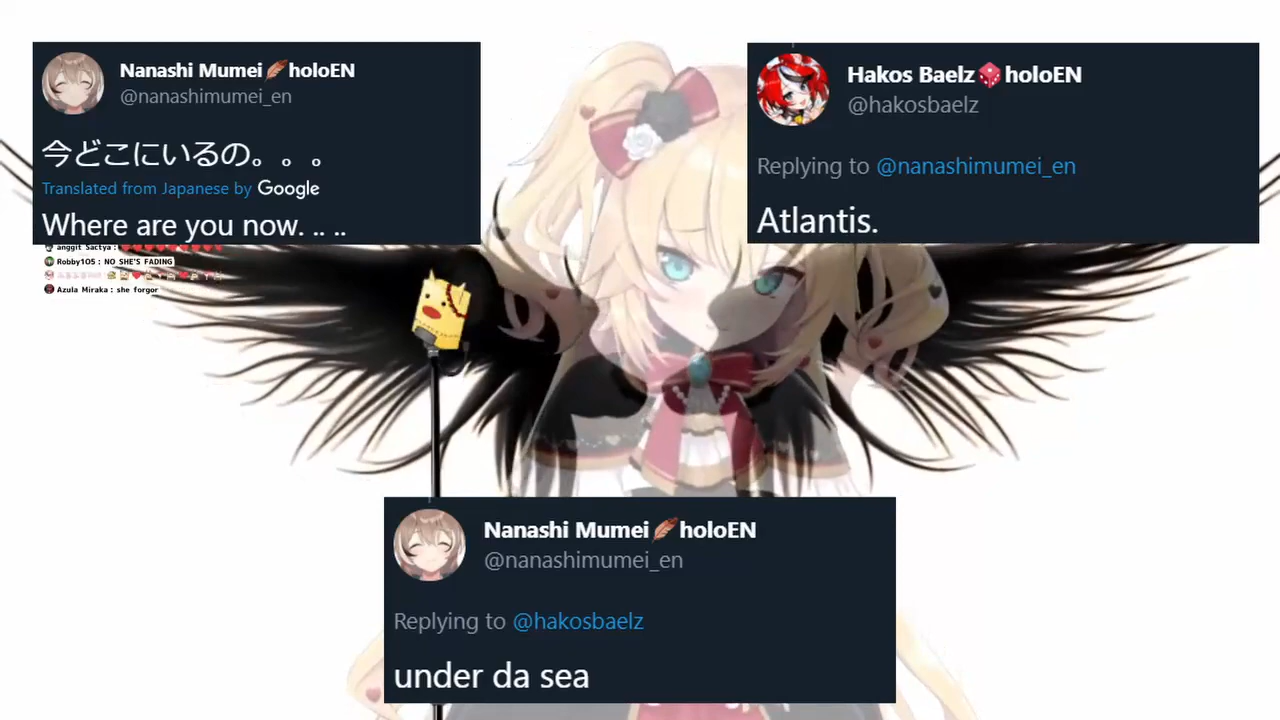 Nanashi Mumei🪶holoEN
@nanashimumei_en
今どこにいるの。。。
Translated from Japanese by Google
Where are you now. .. ..
anggit Sactya :
Robby105 : NO SHE'S FADING
Azula Miraka : she forgor
Hakos Baelz🎲holoEN
@hakosbaelz
Replying to @nanashimumei_en
Atlantis.
Nanashi Mumei🪶holoEN
@nanashimumei_en
Replying to @hakosbaelz
under da sea